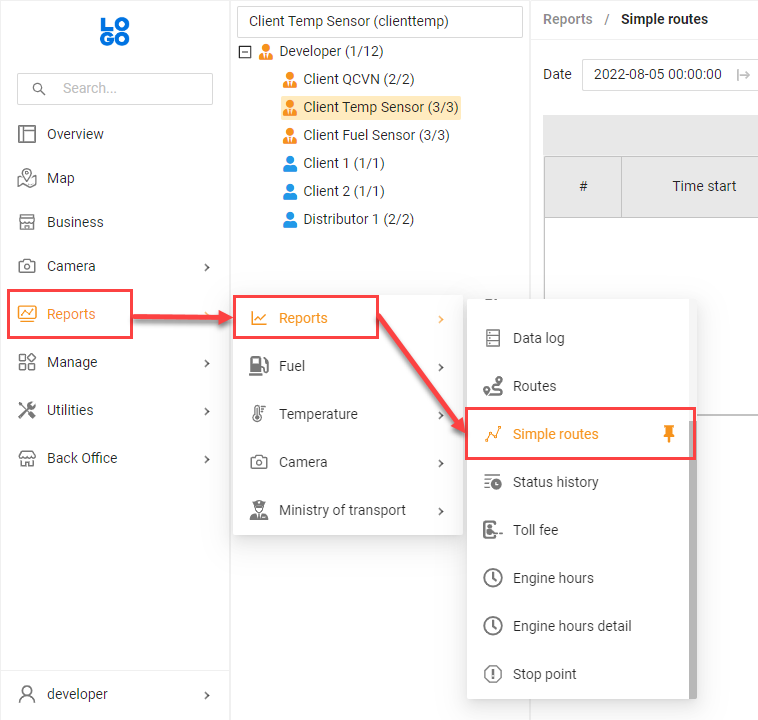 LO
GO
Search...
Overview
Map
Business
Camera
Reports
Manage
Utilities
Back Office
developer
Client Temp Sensor (clienttemp)
Developer (1/12)
Client QCVN (2/2)
Client Temp Sensor (3/3)
Client Fuel Sensor (3/3)
Client 1 (1/1)
Client 2 (1/1)
Distributor 1 (2/2)
Reports
Fuel
Temperature
Camera
Ministry of transport
Data log
Routes
Simple routes
Status history
Toll fee
Engine hours
Engine hours detail
Stop point
Reports / Simple routes
Date 2022-08-05 00:00:00
# Time start